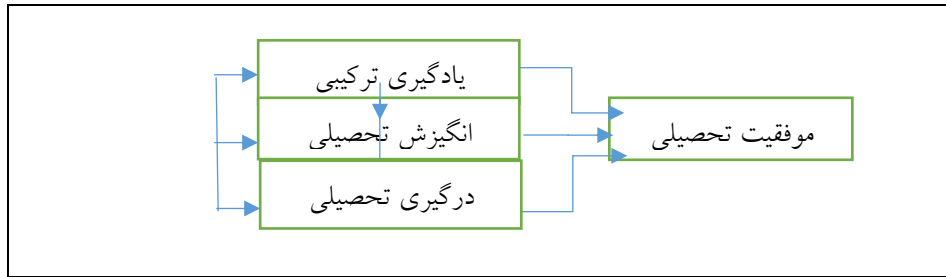 یادگیری ترکیبی
انگیزش تحصیلی
موفقیت تحصیلی
درگیری تحصیلی